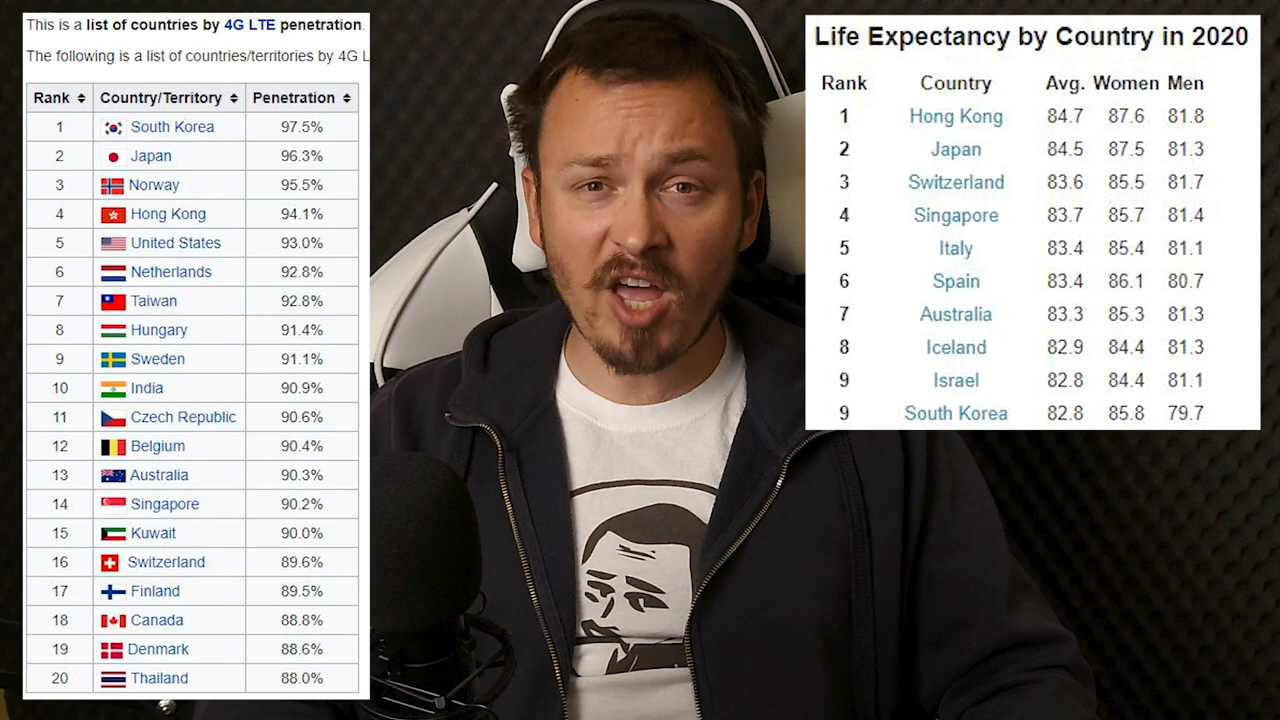 This is a list of countries by 4G LTE penetration.
The following is a list of countries/territories by 4G L
Rank Country/Territory Penetration
1 South Korea 97.5%
2 Japan 96.3%
3 Norway 95.5%
4 Hong Kong 94.1%
5 United States 93.0%
6 Netherlands 92.8%
7 Taiwan 92.8%
8 Hungary 91.4%
9 Sweden 91.1%
10 India 90.9%
11 Czech Republic 90.6%
12 Belgium 90.4%
13 Australia 90.3%
14 Singapore 90.2%
15 Kuwait 90.0%
16 Switzerland 89.6%
17 Finland 89.5%
18 Canada 88.8%
19 Denmark 88.6%
20 Thailand 88.0%
Life Expectancy by Country in 2020
Rank Country Avg. Women Men
1 Hong Kong 84.7 87.6 81.8
2 Japan 84.5 87.5 81.3
3 Switzerland 83.6 85.5 81.7
4 Singapore 83.7 85.7 81.4
5 Italy 83.4 85.4 81.1
6 Spain 83.4 86.1 80.7
7 Australia 83.3 85.3 81.3
8 Iceland 82.9 84.4 81.3
9 Israel 82.8 84.4 81.1
9 South Korea 82.8 85.8 79.7